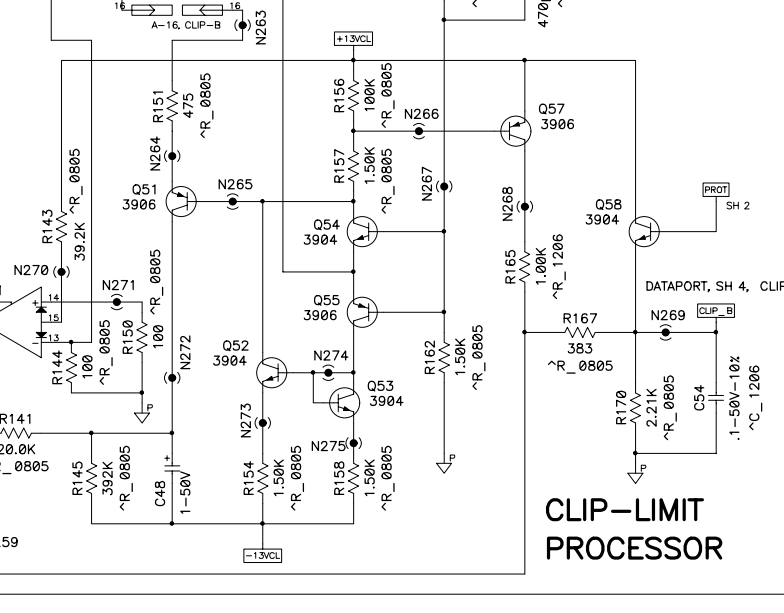 16
16
A-16, CLIP-B
N263
470
+13VCL
R151
475
^R_0805
R156
100K
^R_0805
N266
Q57
3906
N264
R157
1.50K
^R_0805
N267
R143
39.2K
^R_0805
Q51
3906
N265
N268
Q54
3904
Q58
3904
PROT
SH 2
N270
N271
^R_0805
R165
1.00K
^R_1206
DATAPORT, SH 4, CLIP
CLIP_B
+
14
15
-
13
R150
100
Q55
3906
R167
383
^R_0805
N269
R144
100
^R_0805
N272
Q52
3904
N274
R162
1.50K
^R_0805
Q53
3904
P
N273
R170
2.21K
^R_0805
C54
.1-50V-10%
^C_1206
R141
20.0K
_0805
N275
R145
392K
^R_0805
+
C48
1-50V
R154
1.50K
^R_0805
R158
1.50K
^R_0805
P
P
-13VCL
CLIP-LIMIT
PROCESSOR
59